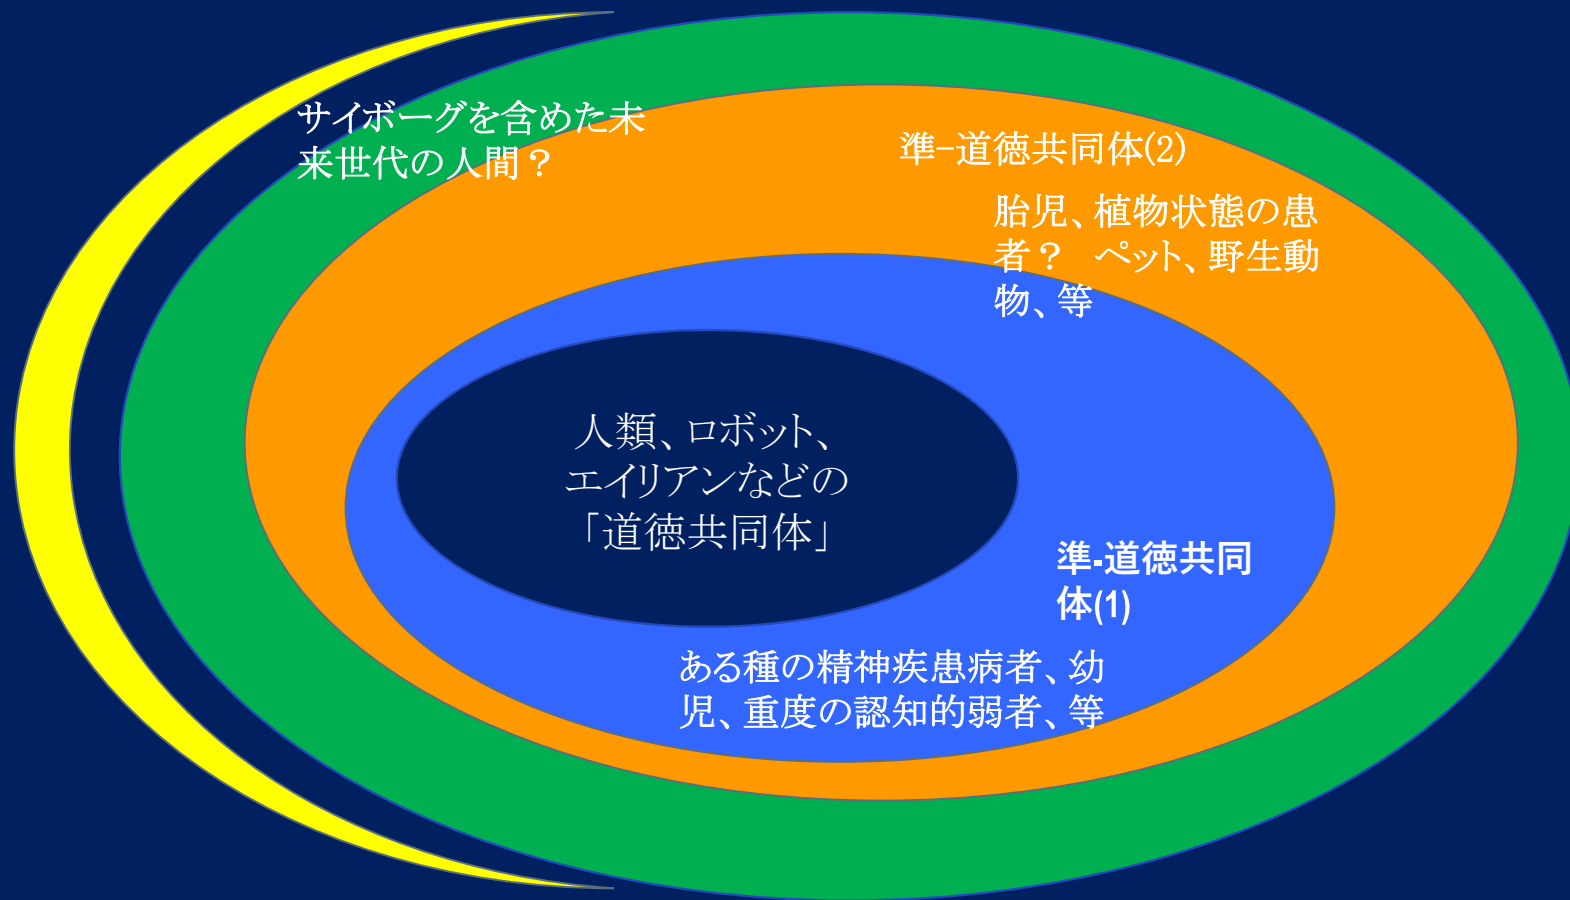 サイボーグを含めた未
来世代の人間？
準−道徳共同体(2)
胎児、植物状態の患
者？　ペット、野生動
物、等
人類、ロボット、
エイリアンなどの
「道徳共同体」
準-道徳共同
体(1)
ある種の精神疾患病者、幼
児、重度の認知的弱者、等